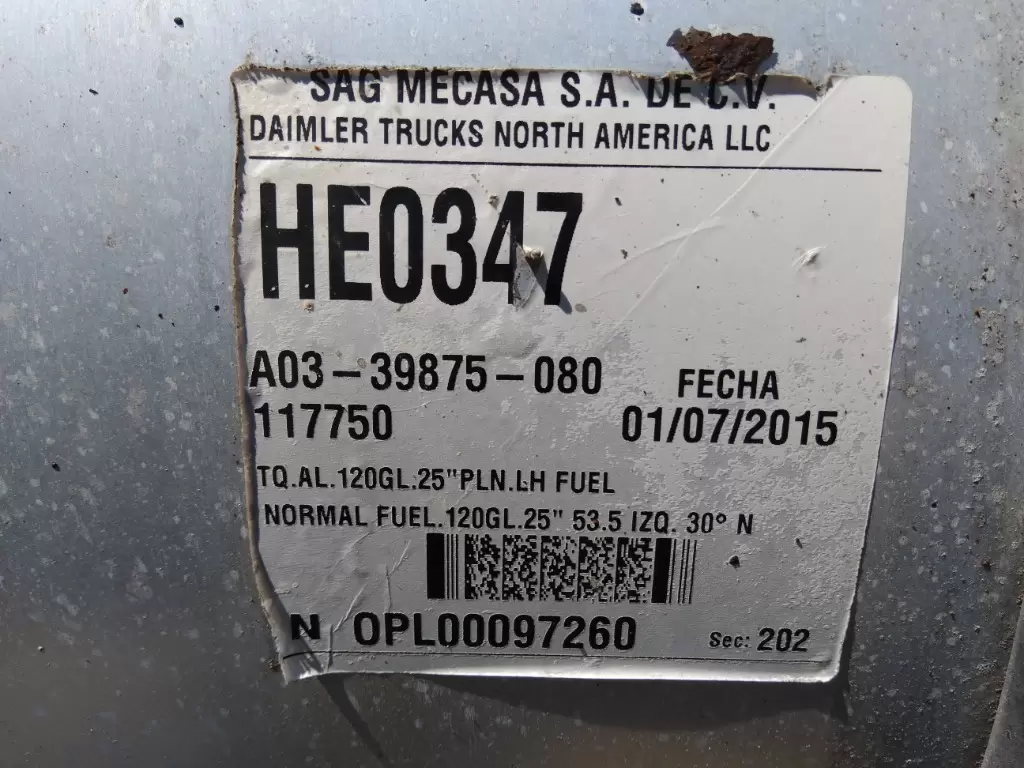 SAG MECASA S.A. DE C.V.
DAIMLER TRUCKS NORTH AMERICA LLC
HE0347
A03-39875-080
FECHA
117750
01/07/2015
TQ.AL.120GL.25"PLN.LH FUEL
NORMAL FUEL.120GL.25" 53.5 IZQ. 30° N
N OPL00097260 Sec: 202